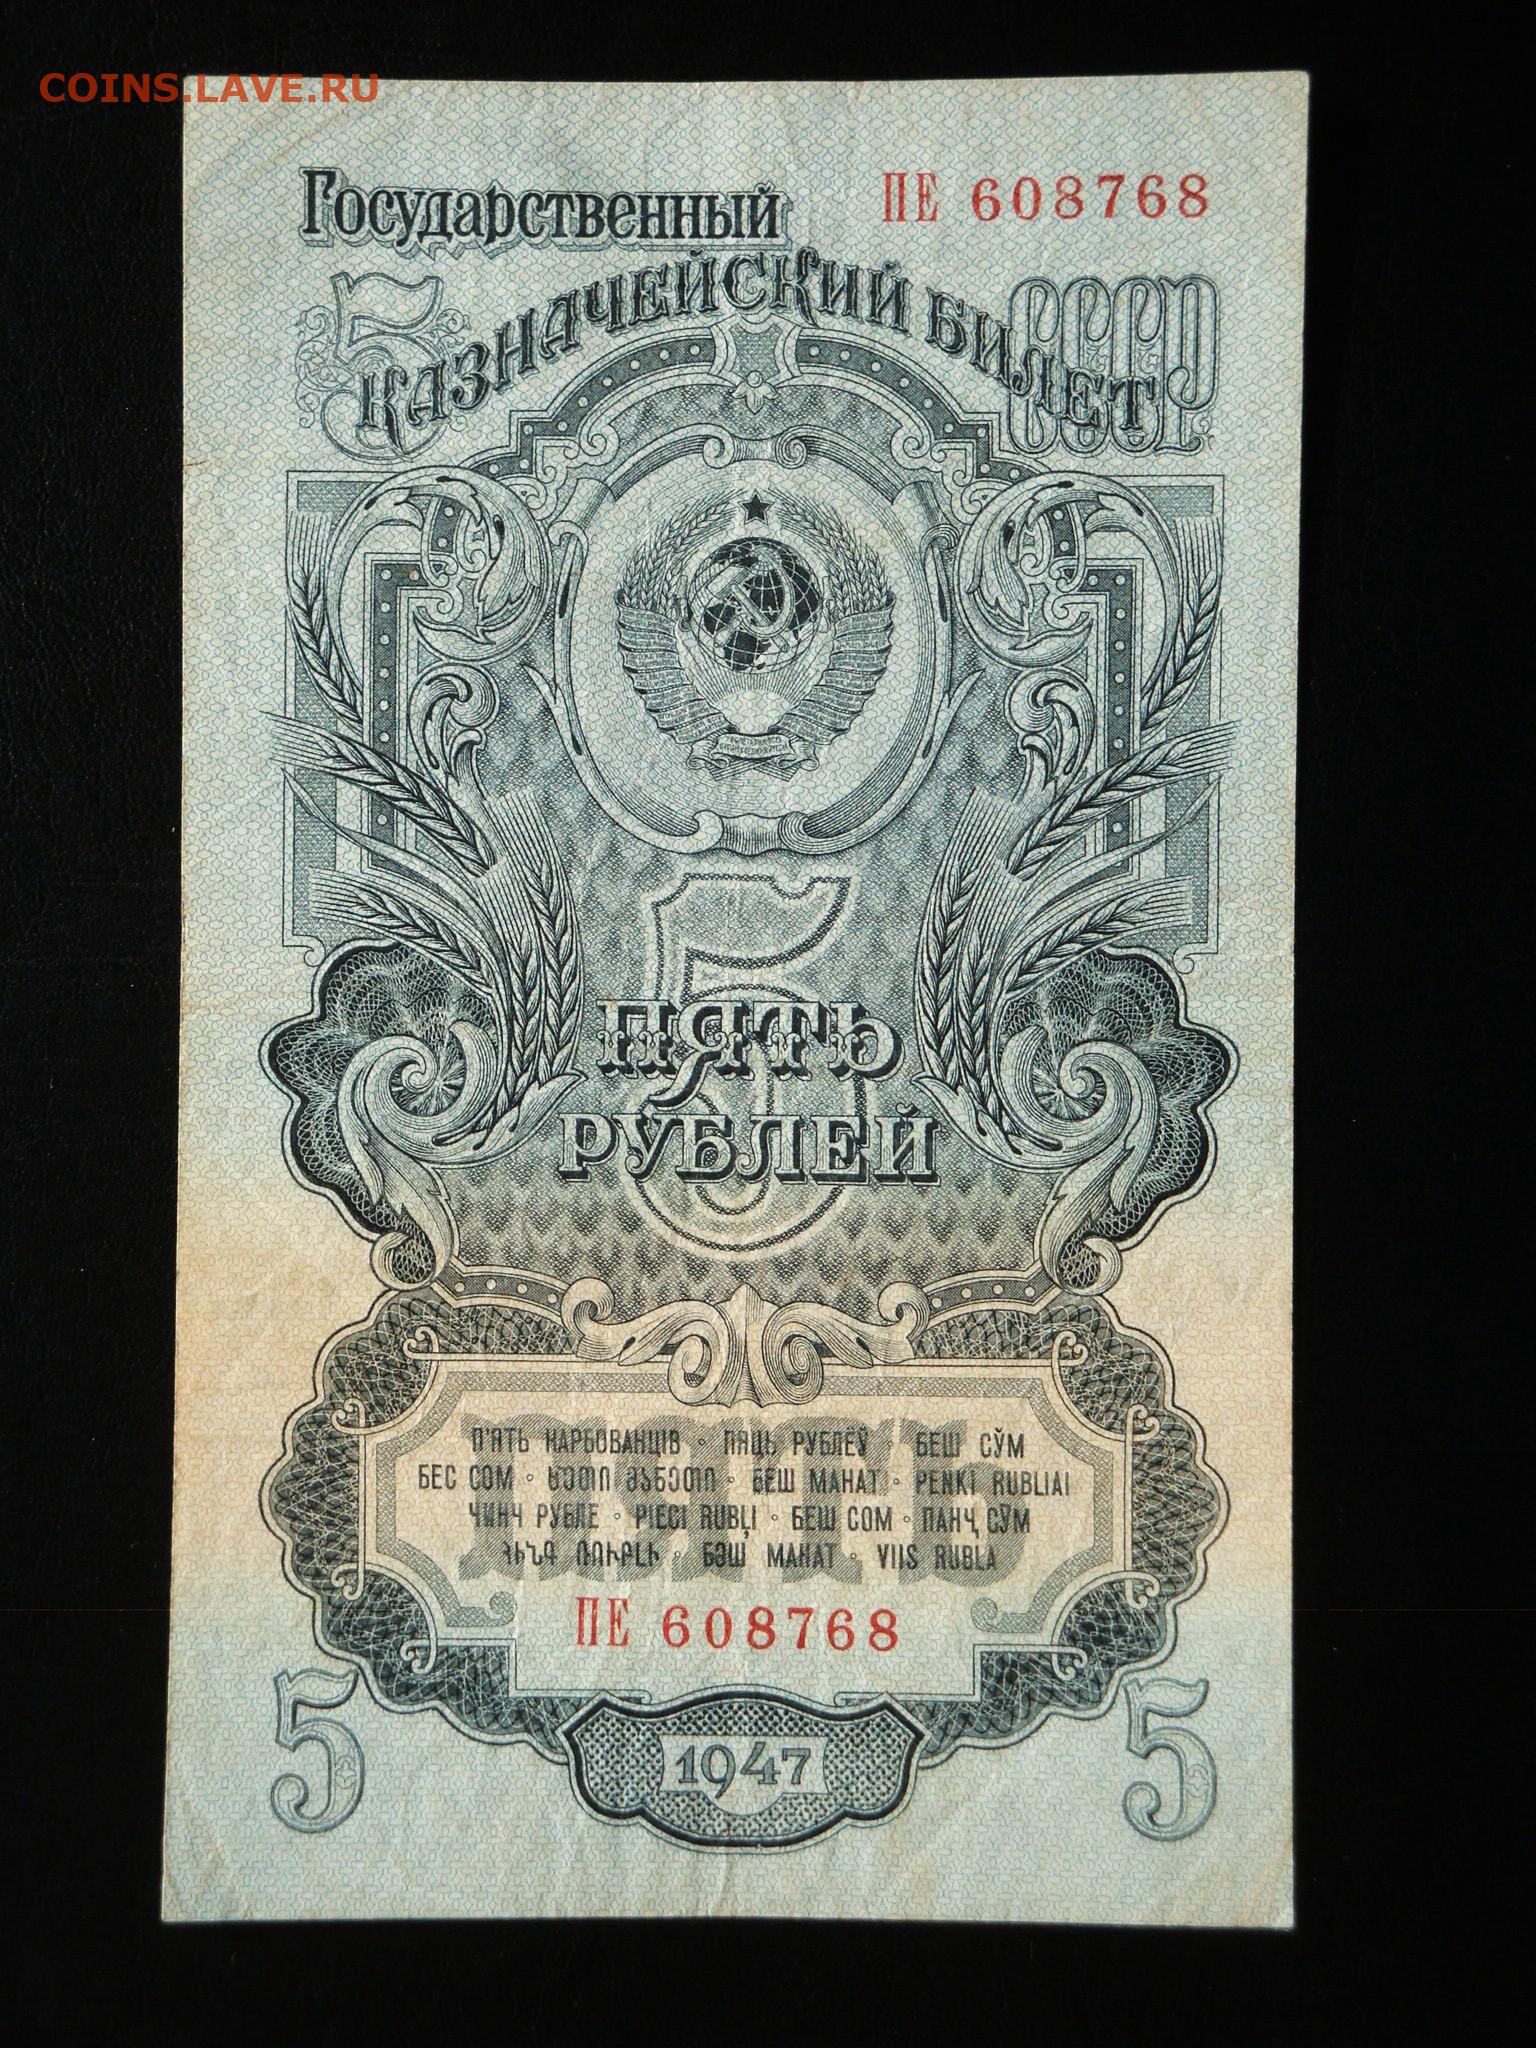 COINS.LAVE.RU
Государственный
ПЕ 608768
5
КАЗНАЧЕЙСКИЙ БИЛЕТ
СССР
5
ПЯТЬ
РУБЛЕЙ
ПЯТЬ
П'ЯТЬ КАРБОВАНЦІВ ∘ ПЯЦЬ РУБЛЁЎ ∘ БЕШ СЎМ
БЕС СОМ ∘ ხუთი მანეთი ∘ БЕШ МАНАТ ∘ PENKI RUBLIAI
ЧИНЧ РУБЛЕ ∘ PIECI RUBĻI ∘ БЕШ СОМ ∘ ПАНҶ СӮМ
ՀԻՆԳ ՌՈՒԲԼԻ ∘ БӘШ МАНАТ ∘ VIIS RUBLA
ПЕ 608768
5
5
1947